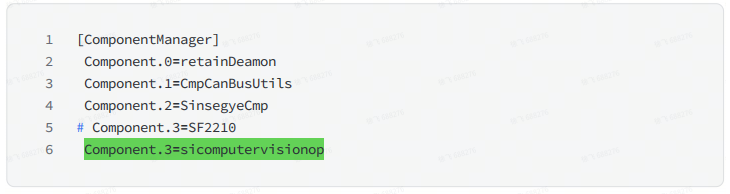 1 [ComponentManager]
2 Component.0=retainDeamon
3 Component.1=CmpCanBusUtils
4 Component.2=SinsegyeCmp
5 # Component.3=SF2210
6 Component.3=sicomputervisionop